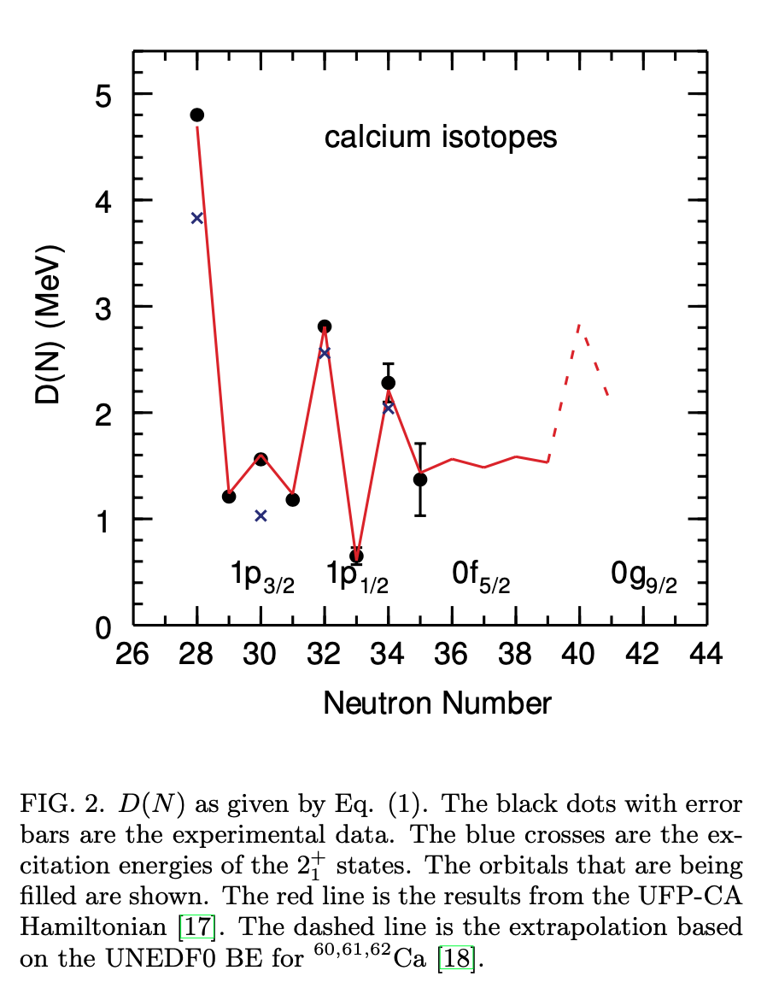 5
calcium isotopes
4
D(N) (MeV)
3
2
1
1p3/2 1p1/2 0f5/2 0g9/2
0
26 28 30 32 34 36 38 40 42 44
Neutron Number
FIG. 2. D(N) as given by Eq. (1). The black dots with error
bars are the experimental data. The blue crosses are the ex-
citation energies of the 2₁⁺ states. The orbitals that are being
filled are shown. The red line is the results from the UFP-CA
Hamiltonian [17]. The dashed line is the extrapolation based
on the UNEDF0 BE for ⁶⁰,⁶¹,⁶²Ca [18].